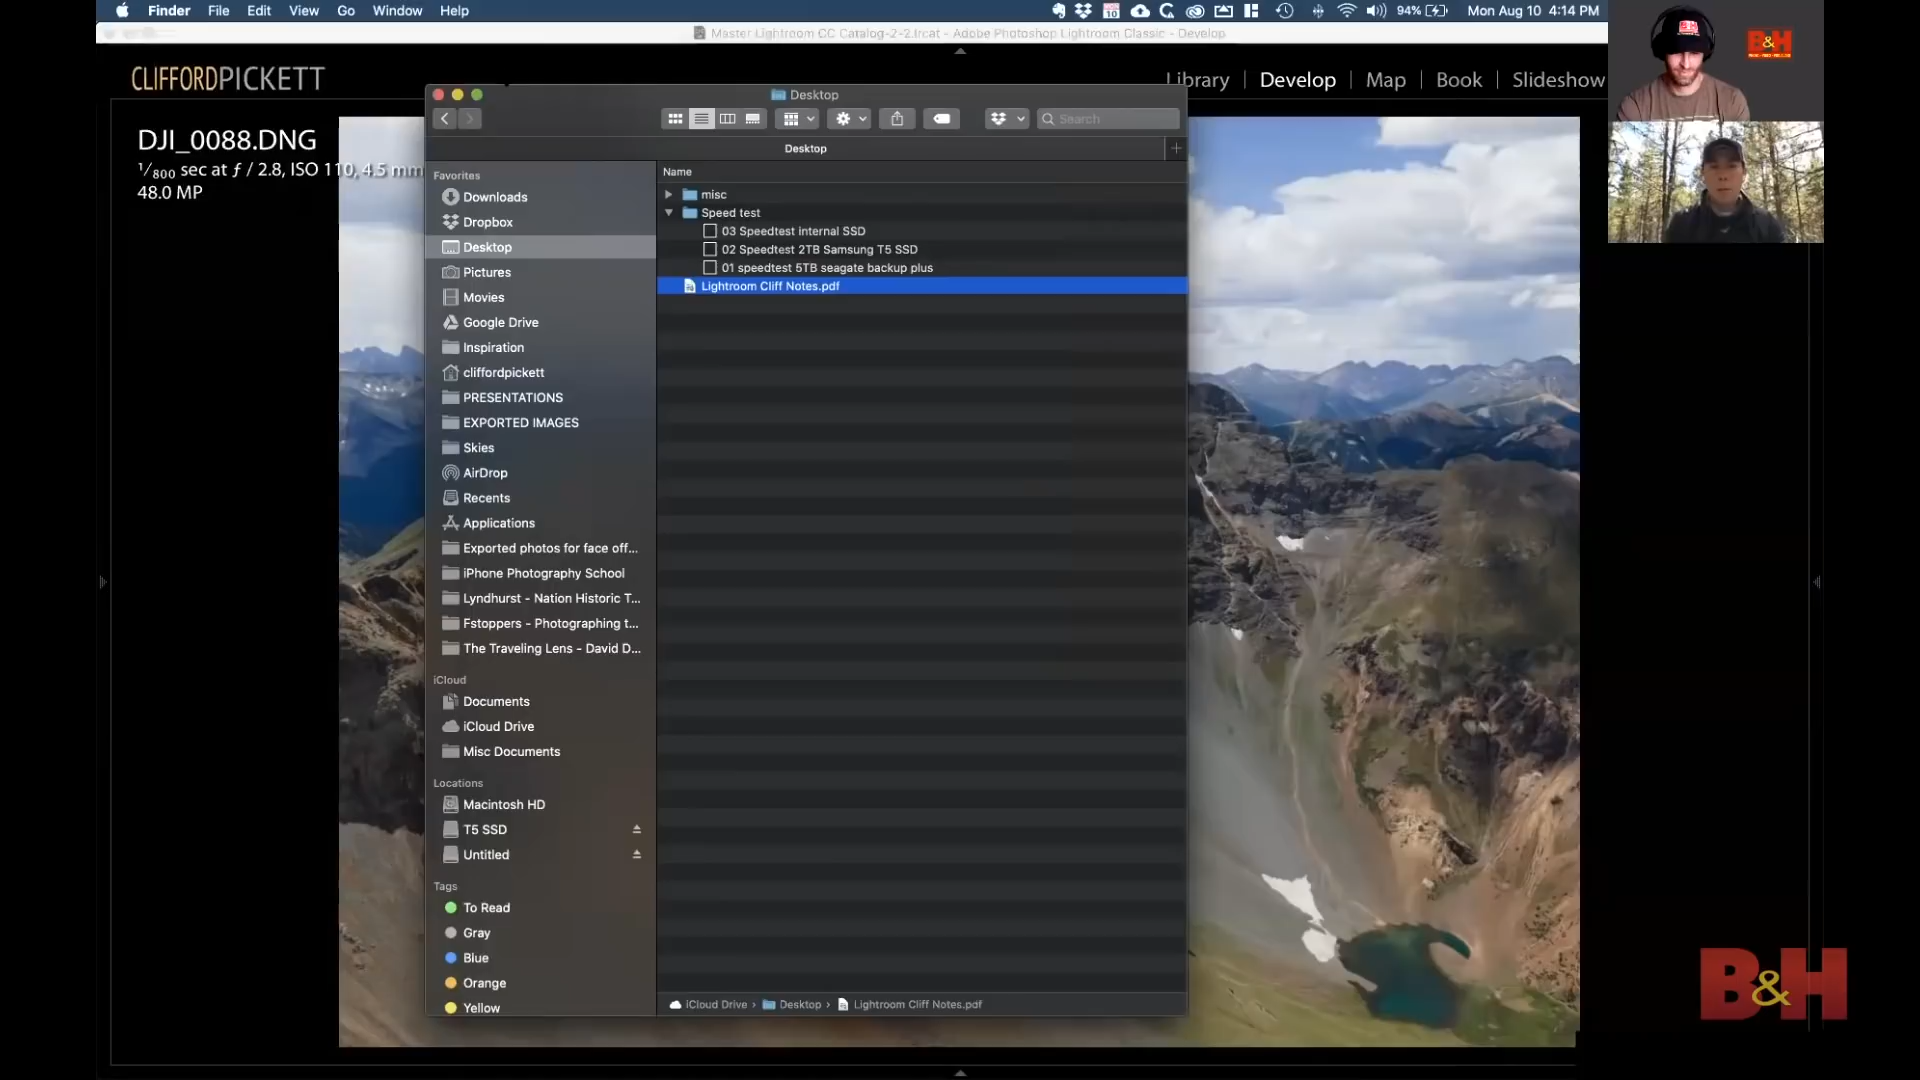 Finder File Edit View Go Window Help
94% Mon Aug 10 4:14 PM
Master Lightroom CC Catalog-2-2.lrcat - Adobe Photoshop Lightroom Classic - Develop
CLIFFORDPICKETT
Library | Develop | Map | Book | Slideshow
DJI_0088.DNG
1/800 sec at ƒ / 2.8, ISO 110, 4.5 mm
48.0 MP
Desktop
Search
Desktop
Favorites
Downloads
Dropbox
Desktop
Pictures
Movies
Google Drive
Inspiration
cliffordpickett
PRESENTATIONS
EXPORTED IMAGES
Skies
AirDrop
Recents
Applications
Exported photos for face off...
iPhone Photography School
Lyndhurst - Nation Historic T...
Fstoppers - Photographing t...
The Traveling Lens - David D...
iCloud
Documents
iCloud Drive
Misc Documents
Locations
Macintosh HD
T5 SSD
Untitled
Tags
To Read
Gray
Blue
Orange
Yellow
Name
misc
Speed test
03 Speedtest internal SSD
02 Speedtest 2TB Samsung T5 SSD
01 speedtest 5TB seagate backup plus
Lightroom Cliff Notes.pdf
iCloud Drive › Desktop › Lightroom Cliff Notes.pdf
B&H
B&H